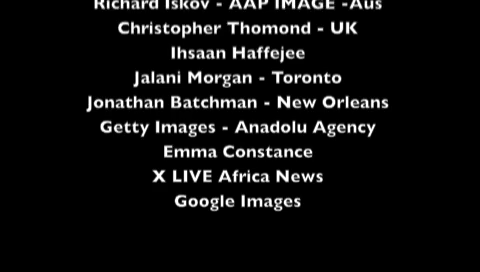 Richard Iskov - AAP IMAGE -Aus
Christopher Thomond - UK
Ihsaan Haffejee
Jalani Morgan - Toronto
Jonathan Batchman - New Orleans
Getty Images - Anadolu Agency
Emma Constance
X LIVE Africa News
Google Images